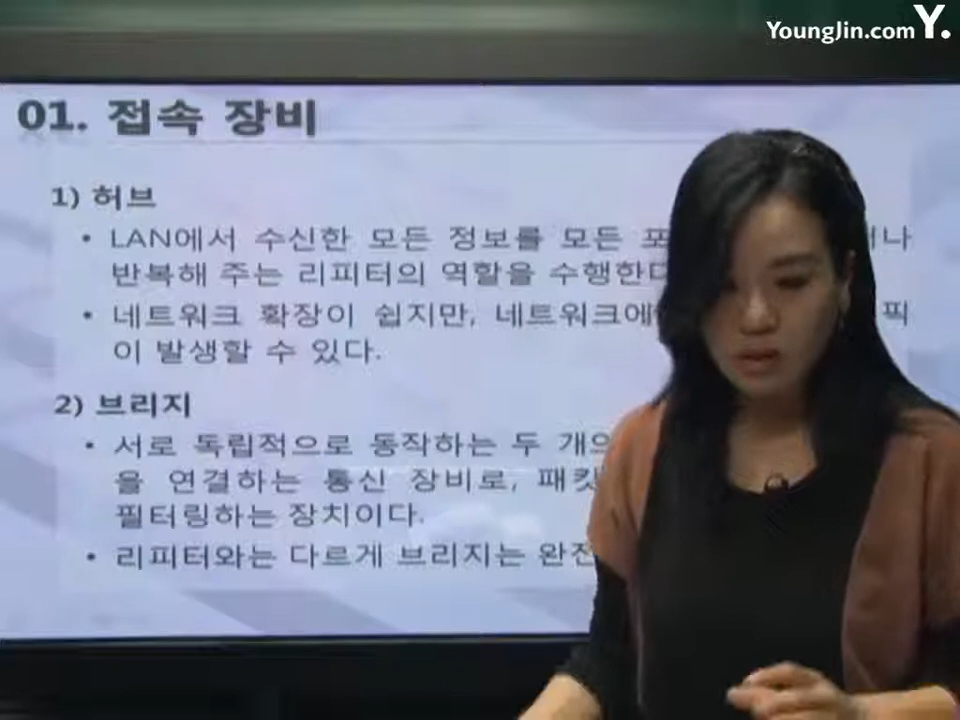 YoungJin.com Y.
01. 접속 장비
1) 허브
• LAN에서 수신한 모든 정보를 모든
반복해 주는 리피터의 역할을 수행한다
• 네트워크 확장이 쉽지만, 네트워크에 픽
이 발생할 수 있다.
2) 브리지
• 서로 독립적으로 동작하는 두 개의
을 연결하는 통신 장비로, 패킷
필터링하는 장치이다.
• 리피터와는 다르게 브리지는 완전